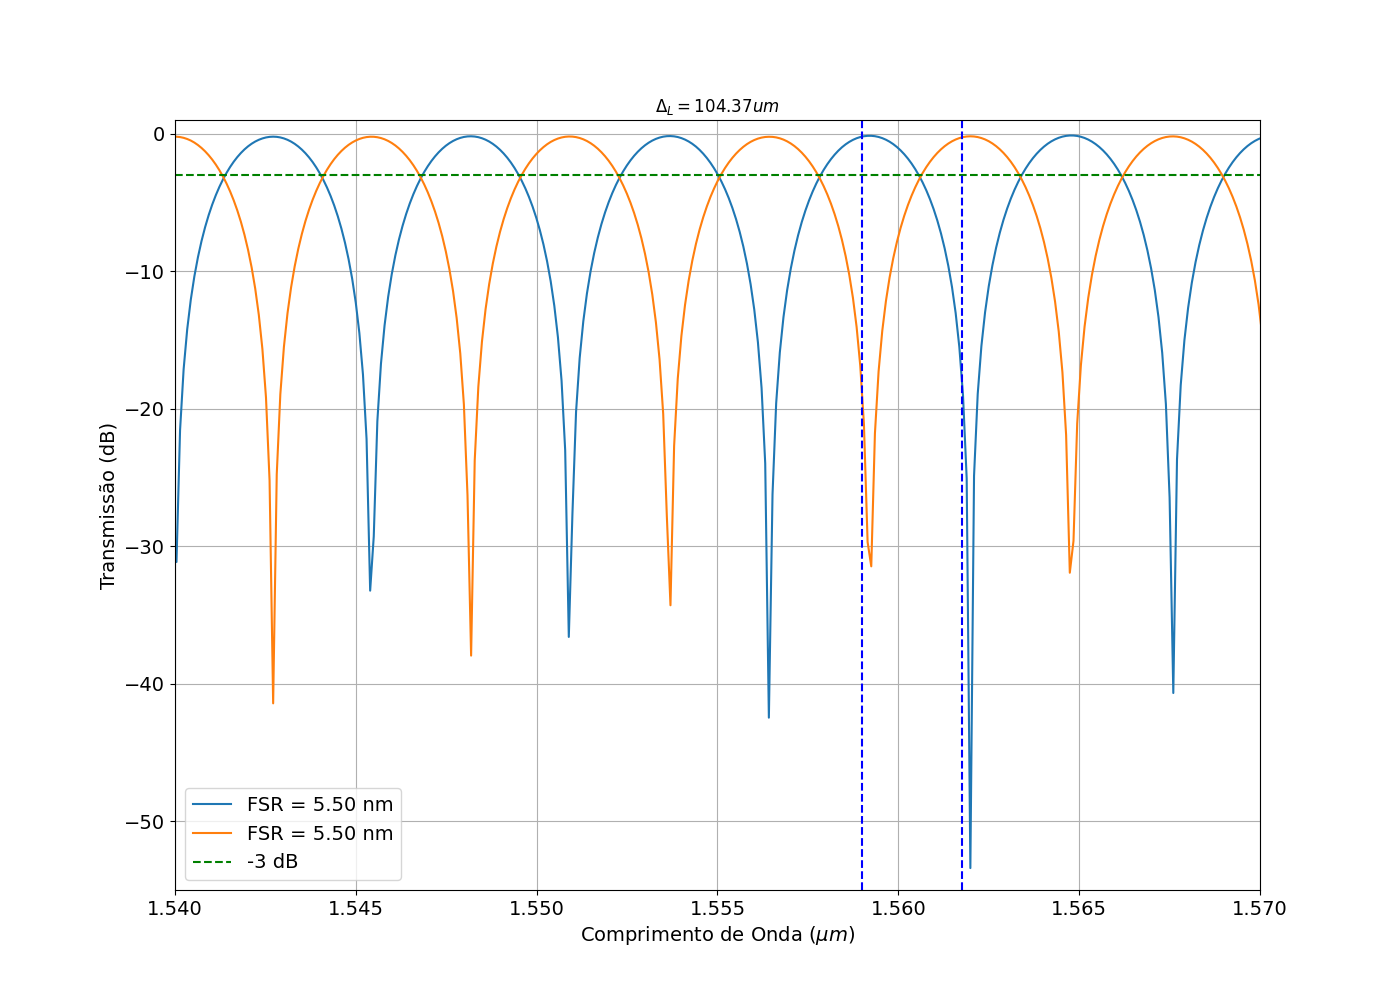 Δ_L = 104.37um
Transmissão (dB)
0
−10
−20
−30
−40
−50
FSR = 5.50 nm
FSR = 5.50 nm
-3 dB
1.540 1.545 1.550 1.555 1.560 1.565 1.570
Comprimento de Onda (μm)